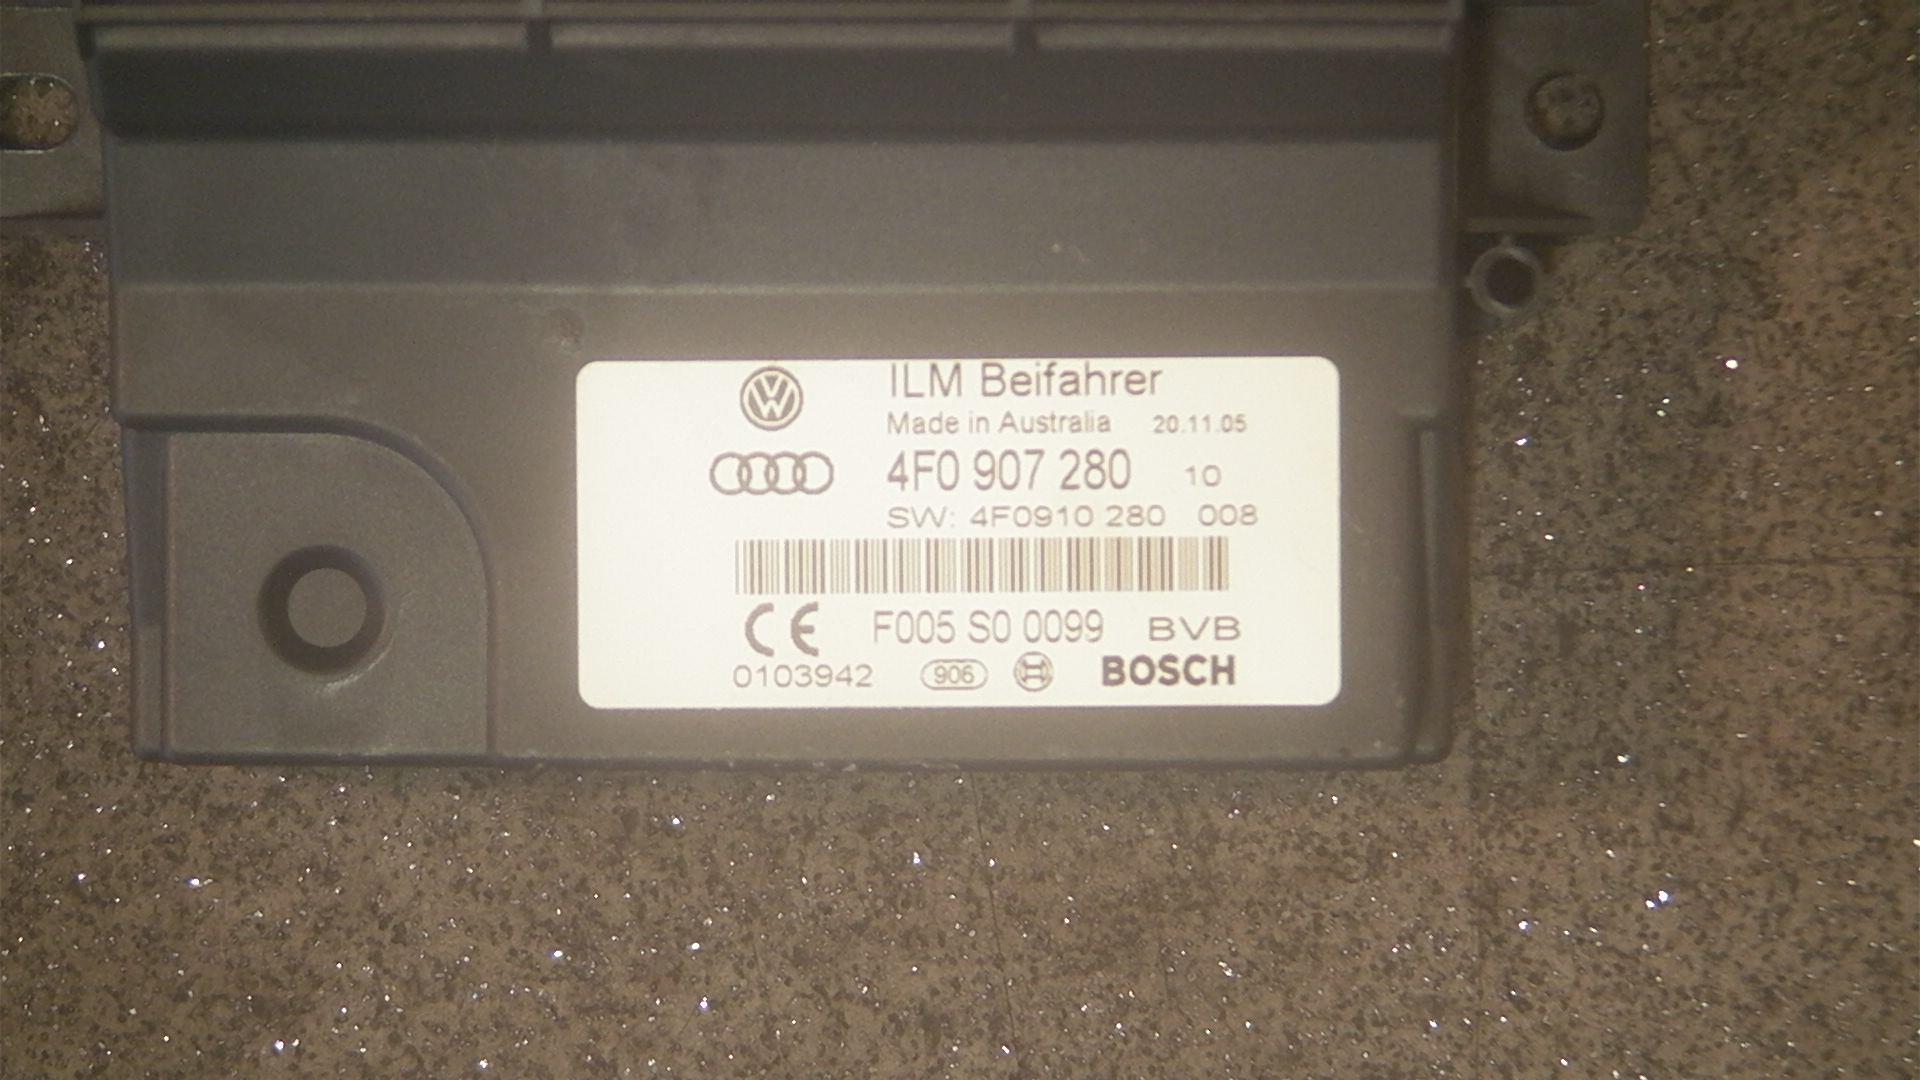 ILM Beifahrer
Made in Australia 20.11.05
4F0 907 280 10
SW: 4F0910 280 008
CE F005 S0 0099 BVB
0103942 906 BOSCH